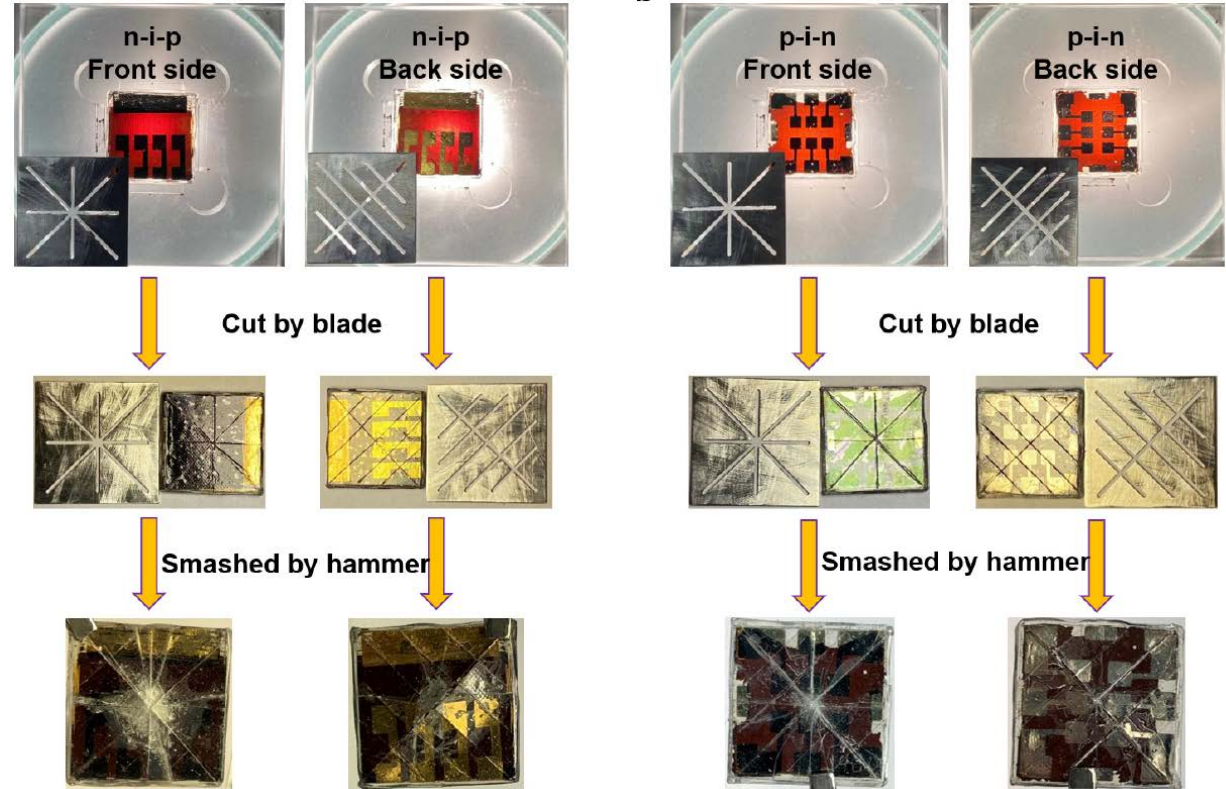 n-i-p
Front side
n-i-p
Back side
p-i-n
Front side
p-i-n
Back side
Cut by blade
Cut by blade
Smashed by hammer
Smashed by hammer